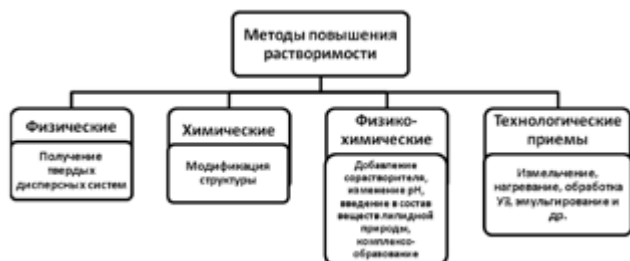 Методы повышения
растворимости
Физические
Получение
твердых
дисперсных систем
Химические
Модификация
структуры
Физико-
химические
Добавление
сорастворителя,
изменение pH,
введение в состав
веществ липидной
природы,
комплексо-
образование
Технологические
приемы
Измельчение,
нагревание, обработка
УЗ, эмульгирование и
др.